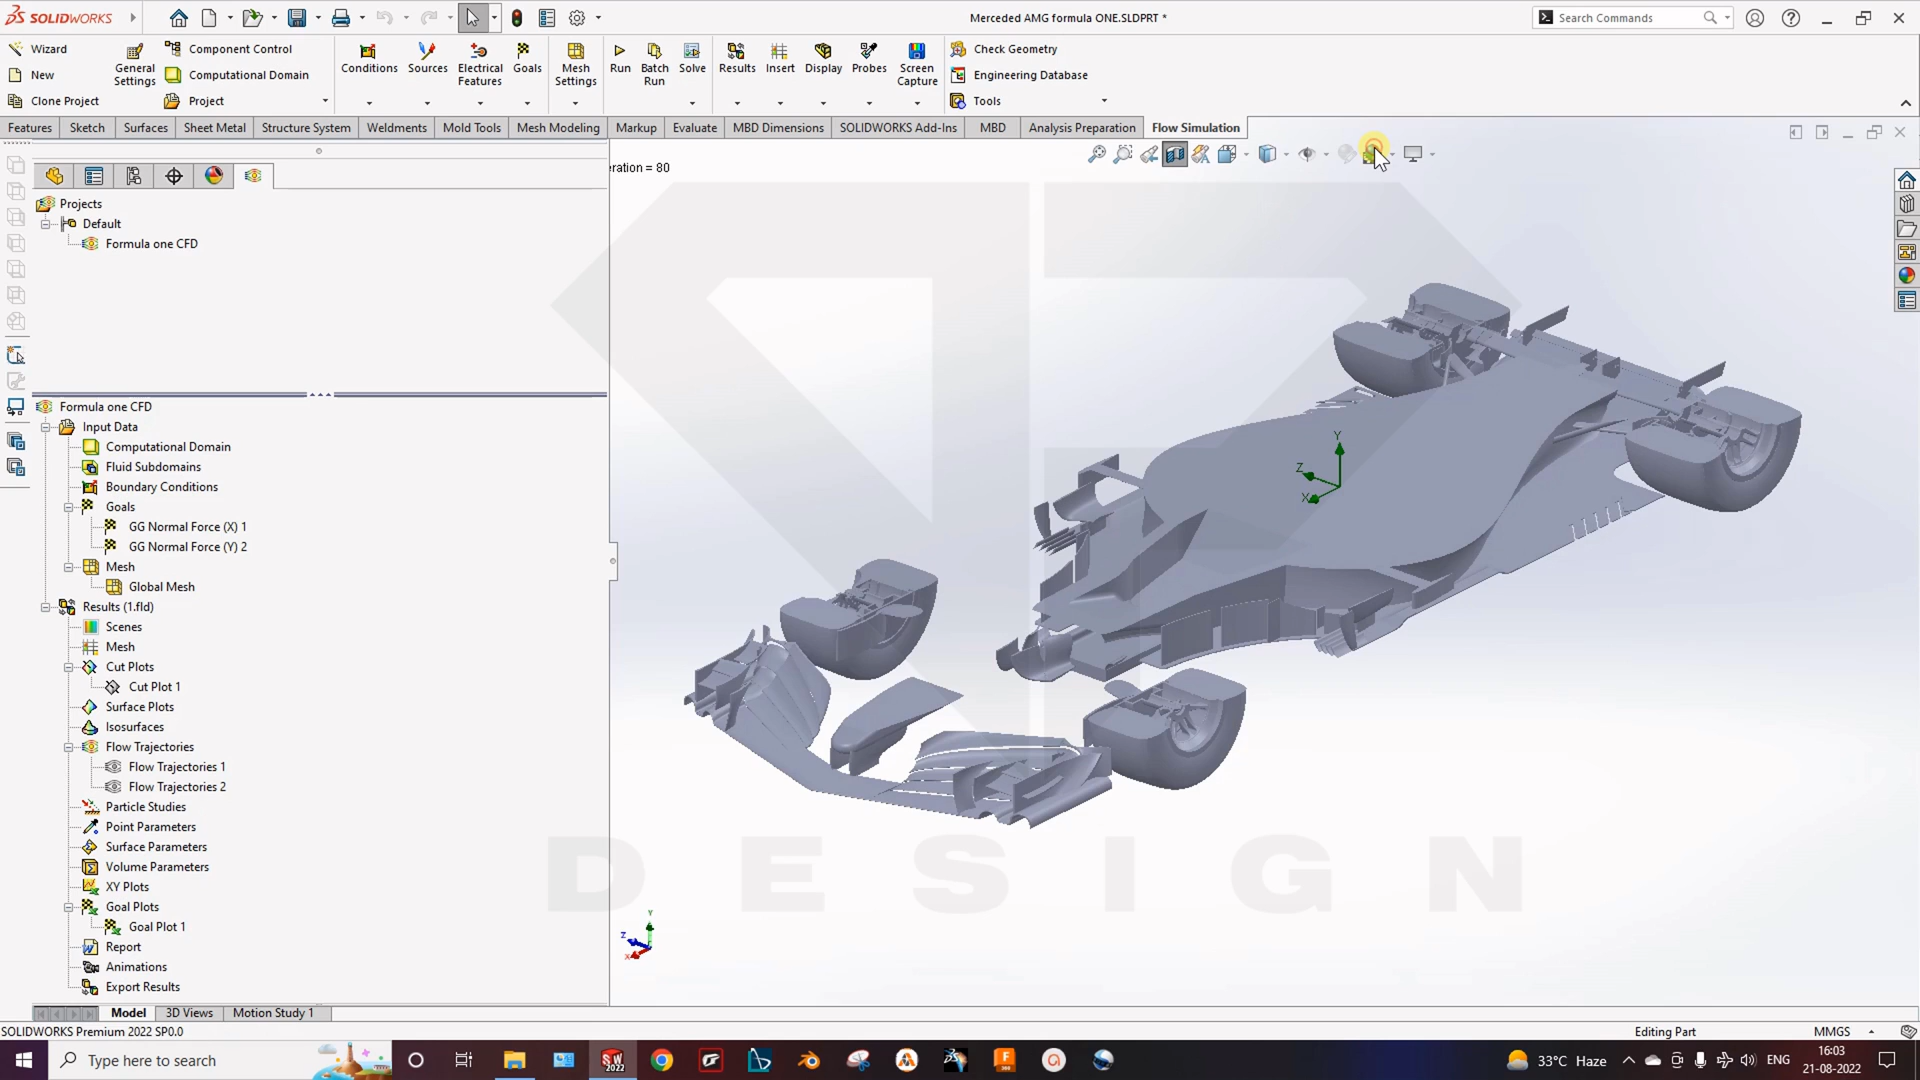 SOLIDWORKS
Merceded AMG formula ONE.SLDPRT *
Search Commands
Wizard
New
Clone Project
General Settings
Component Control
Computational Domain
Project
Conditions
Sources
Electrical Features
Goals
Mesh Settings
Run
Batch Run
Solve
Results
Insert
Display
Probes
Screen Capture
Check Geometry
Engineering Database
Tools
Features
Sketch
Surfaces
Sheet Metal
Structure System
Weldments
Mold Tools
Mesh Modeling
Markup
Evaluate
MBD Dimensions
SOLIDWORKS Add-Ins
MBD
Analysis Preparation
Flow Simulation
eration = 80
Projects
Default
Formula one CFD
Formula one CFD
Input Data
Computational Domain
Fluid Subdomains
Boundary Conditions
Goals
GG Normal Force (X) 1
GG Normal Force (Y) 2
Mesh
Global Mesh
Results (1.fld)
Scenes
Mesh
Cut Plots
Cut Plot 1
Surface Plots
Isosurfaces
Flow Trajectories
Flow Trajectories 1
Flow Trajectories 2
Particle Studies
Point Parameters
Surface Parameters
Volume Parameters
XY Plots
Goal Plots
Goal Plot 1
Report
Animations
Export Results
Y
Z
X
Y
Z
X
DESIGN
Model
3D Views
Motion Study 1
SOLIDWORKS Premium 2022 SP0.0
Editing Part
MMGS
Type here to search
SW
2022
33°C Haze
ENG
16:03
21-08-2022